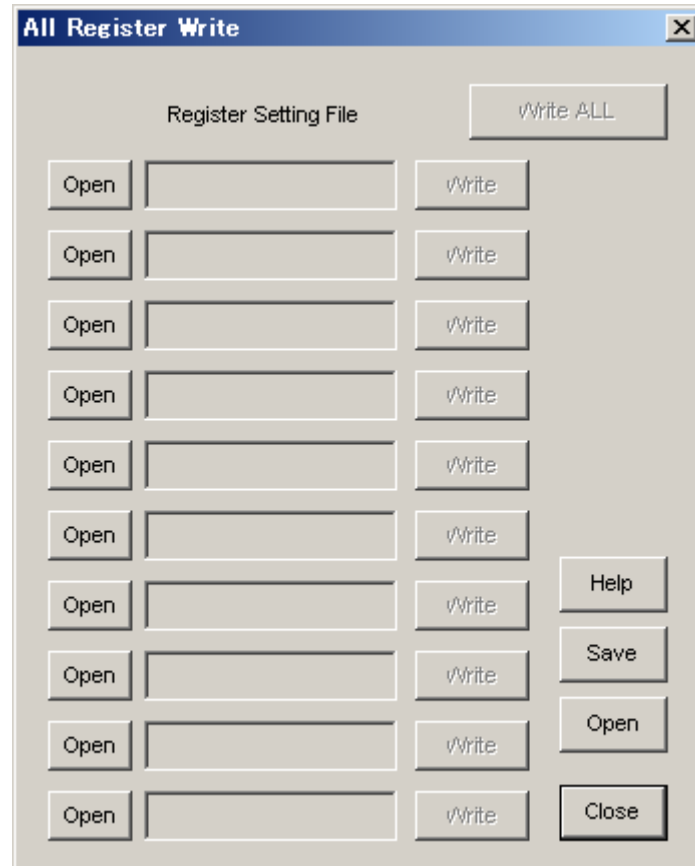 All Register Write
Register Setting File Write ALL
Open Write
Open Write
Open Write
Open Write
Open Write
Open Write
Open Write Help
Open Write Save
Open Write Open
Open Write Close